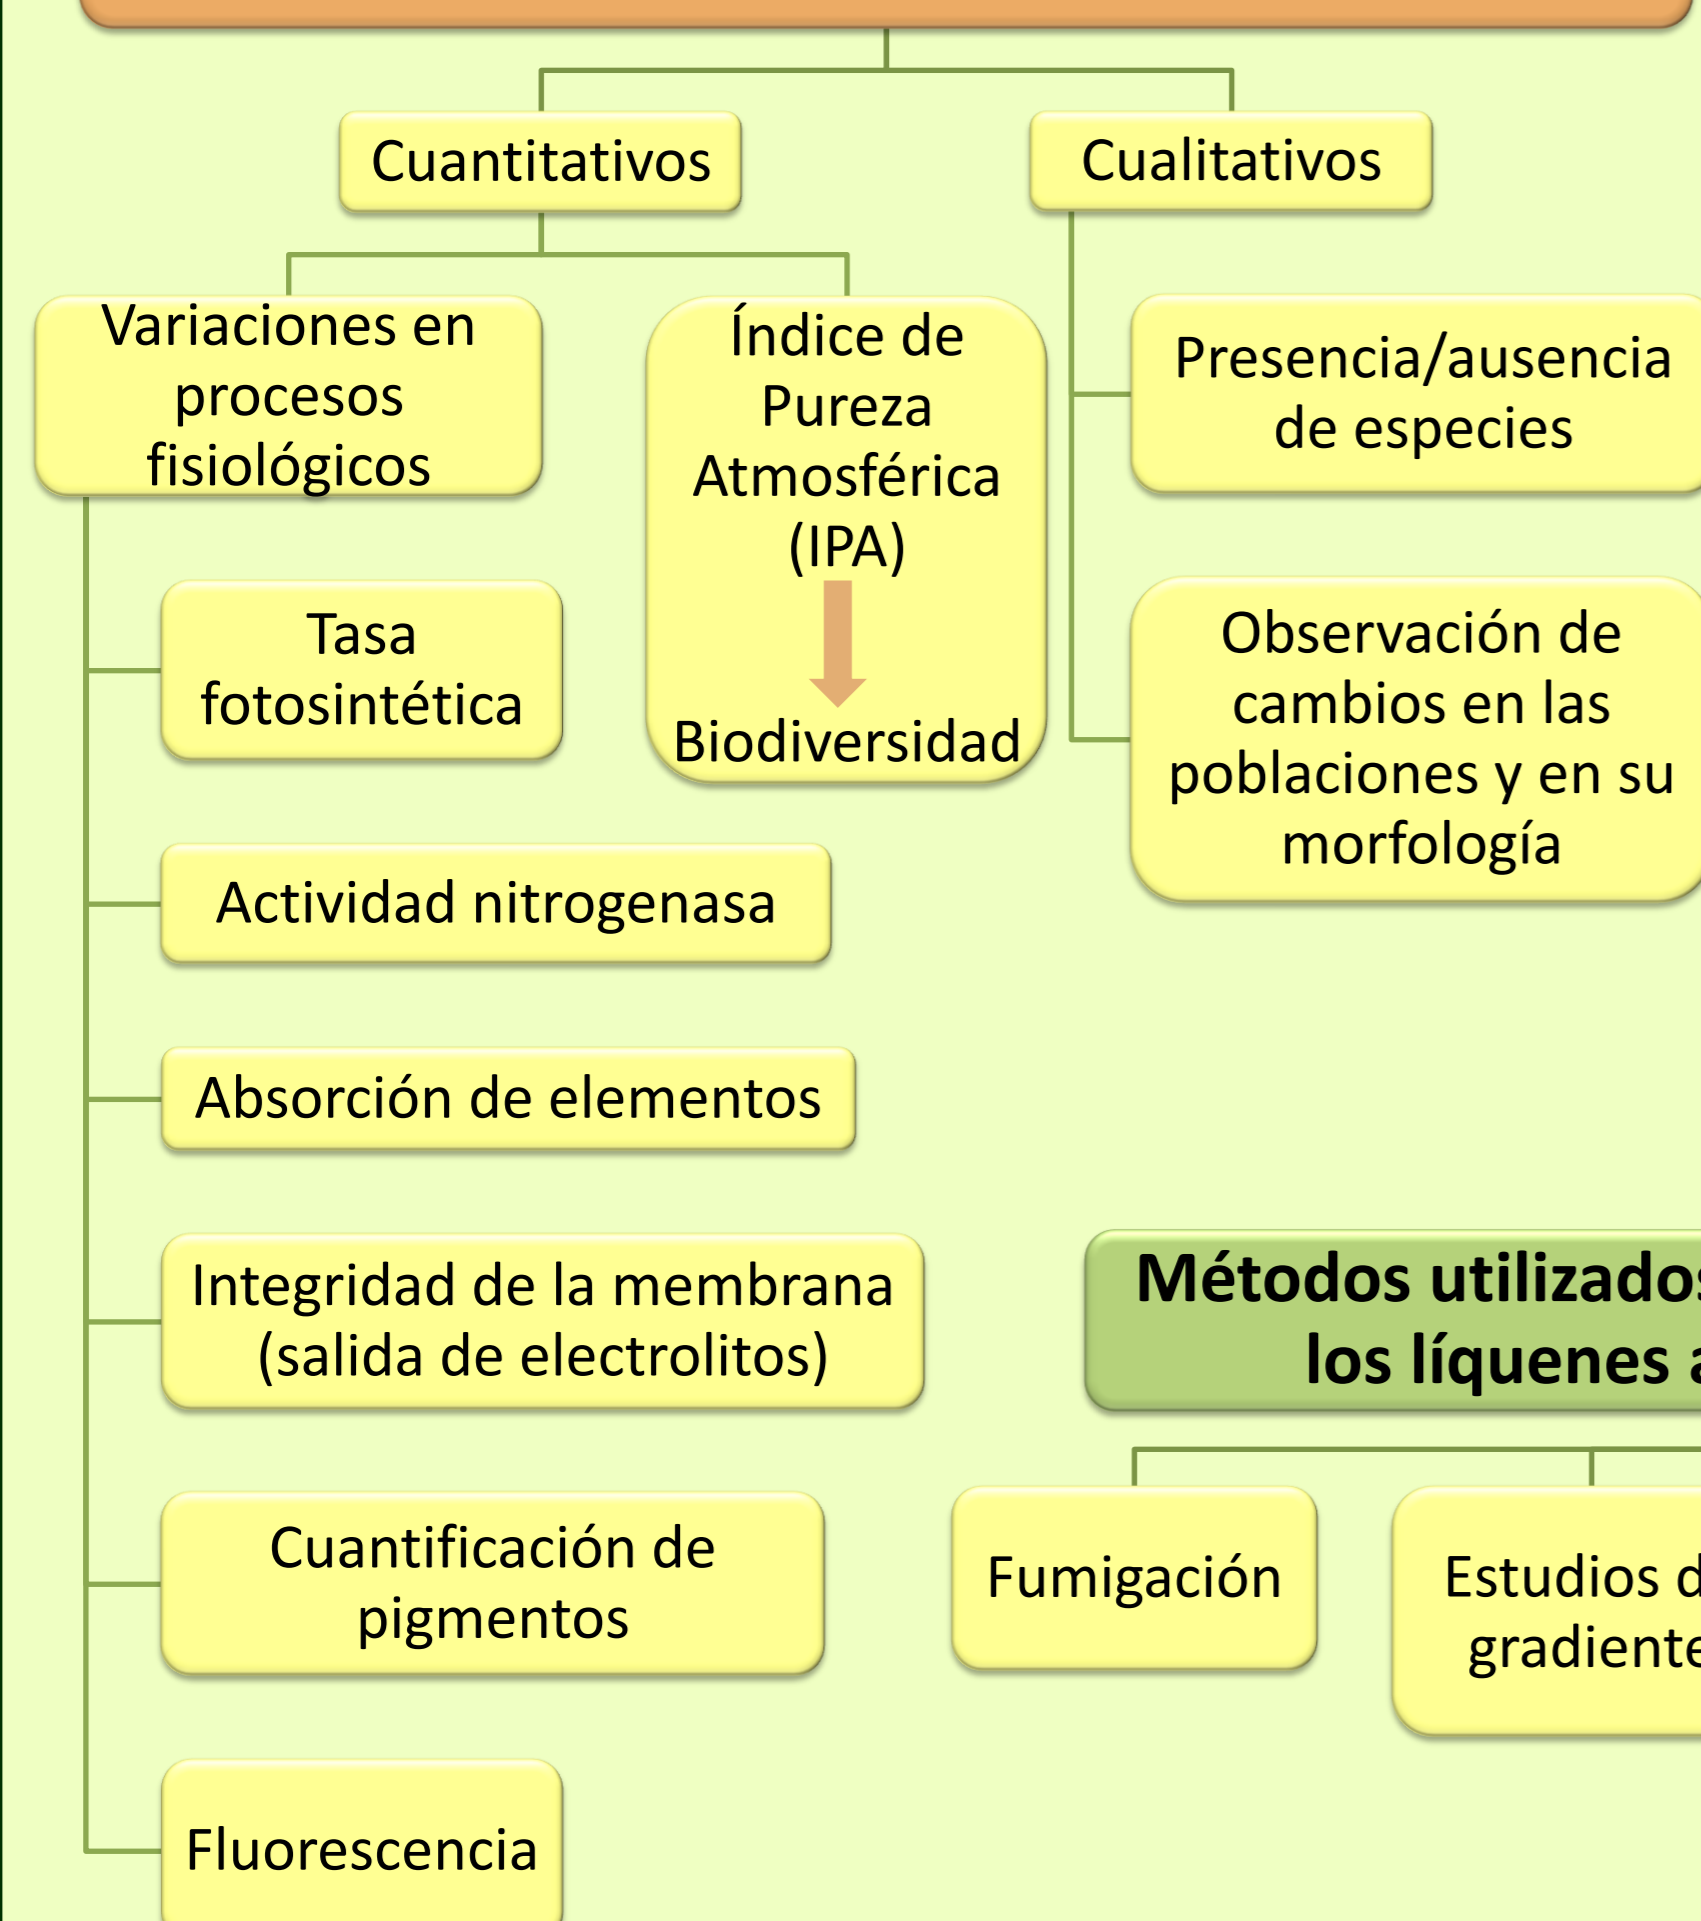 Cuantitativos
Cualitativos
Variaciones en
procesos
fisiológicos
Índice de
Pureza
Atmosférica
(IPA)
Biodiversidad
Presencia/ausencia
de especies
Observación de
cambios en las
poblaciones y en su
morfología
Tasa
fotosintética
Actividad nitrogenasa
Absorción de elementos
Integridad de la membrana
(salida de electrolitos)
Cuantificación de
pigmentos
Fluorescencia
Métodos utilizados
los líquenes
Fumigación
Estudios
gradiente